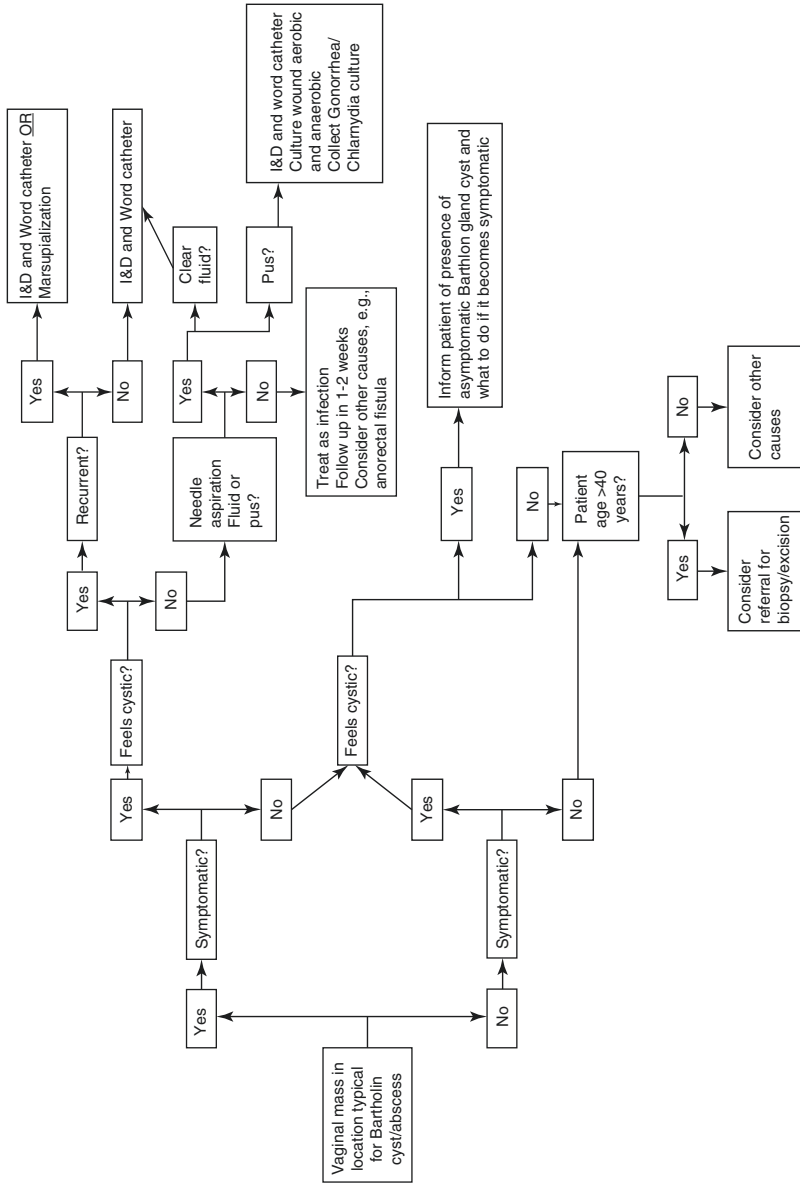 Vaginal mass in
location typical
for Bartholin
cyst/abscess
Yes
No
Symptomatic?
Symptomatic?
Yes
No
Yes
No
Feels cystic?
Feels cystic?
Yes
No
Recurrent?
Needle
aspiration
Fluid or
pus?
Yes
No
Yes
No
I&D and Word catheter OR
Marsupialization
I&D and Word catheter
Clear
fluid?
Pus?
I&D and word catheter
Culture wound aerobic
and anaerobic
Collect Gonorrhea/
Chlarnydia culture
Treat as infection
Follow up in 1-2 weeks
Consider other causes, e.g.,
anorectal fistula
Yes
No
Inform patient of presence of
asymptomatic Barthlon gland cyst and
what to do if it becomes symptomatic
Patient
age >40
years?
Yes
No
Consider
referral for
biopsy/excision
Consider other
causes